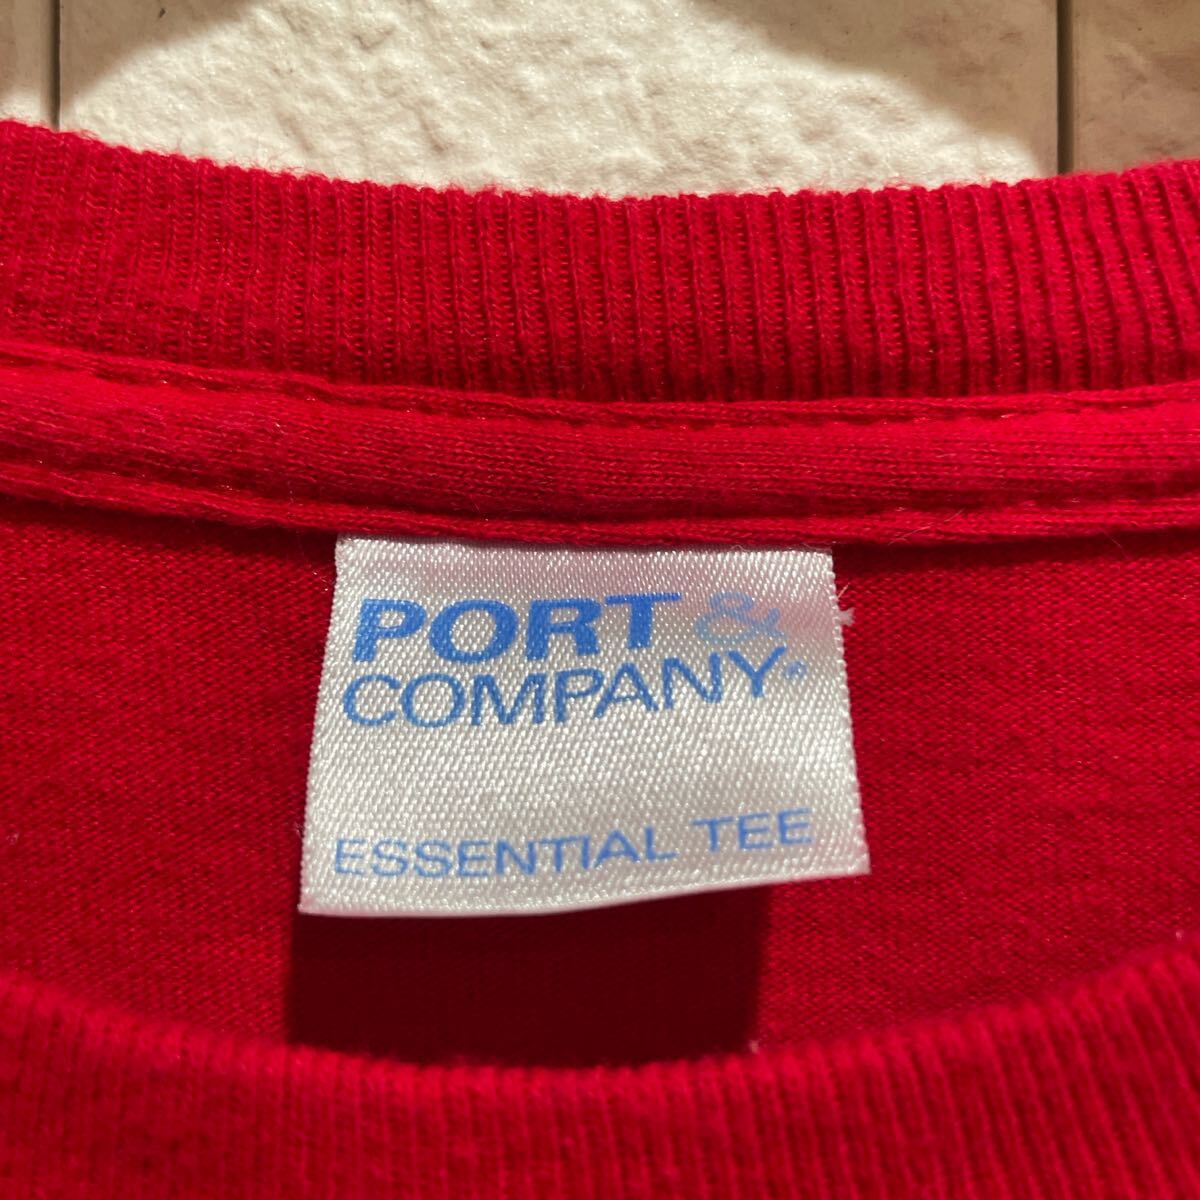 PORT &
COMPANY®
ESSENTIAL TEE